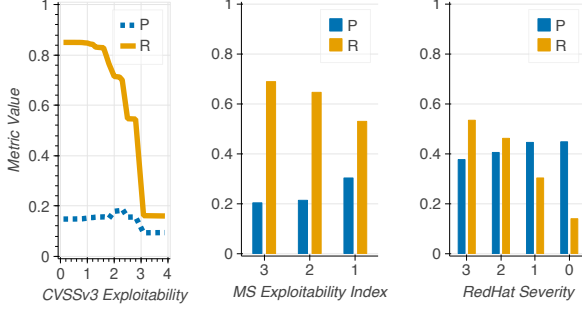 Metric Value
1
0.8
0.6
0.4
0.2
0
P
R
0 1 2 3 4
CVSSv3 Exploitability
1
0.8
0.6
0.4
0.2
0
P
R
3 2 1
MS Exploitability Index
1
0.8
0.6
0.4
0.2
0
P
R
3 2 1 0
RedHat Severity